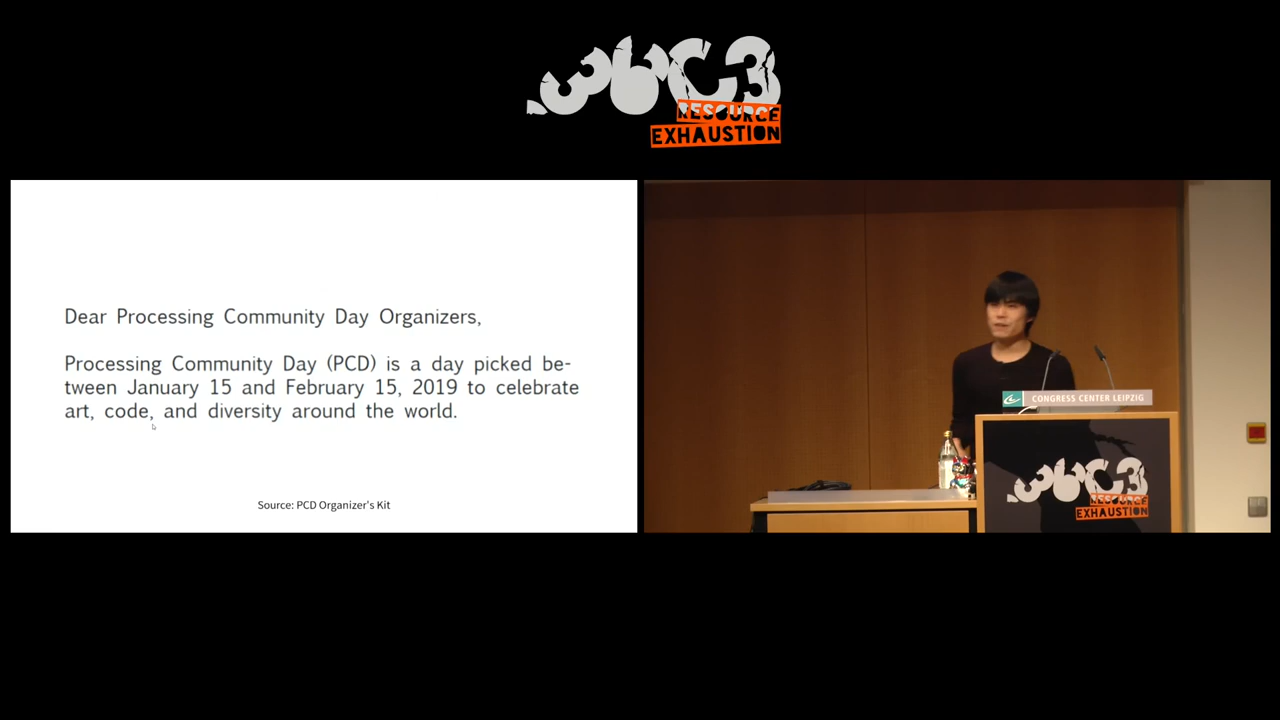 36C3
RESOURCE
EXHAUSTION
Dear Processing Community Day Organizers,
Processing Community Day (PCD) is a day picked be-
tween January 15 and February 15, 2019 to celebrate
art, code, and diversity around the world.
Source: PCD Organizer's Kit
CONGRESS CENTER LEIPZIG
36C3
RESOURCE
EXHAUSTION